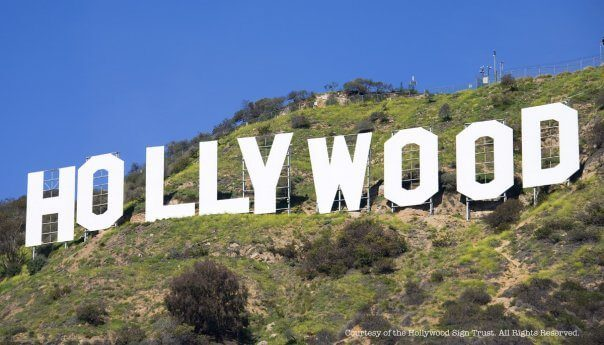 HOLLYWOOD
Courtesy of the Hollywood Sign Trust. All Rights Reserved.